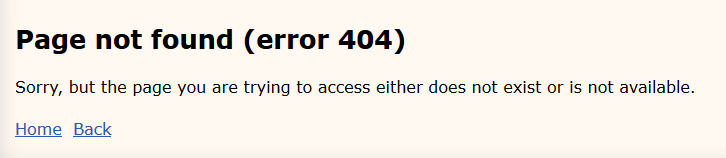 Page not found (error 404)
Sorry, but the page you are trying to access either does not exist or is not available.
Home Back